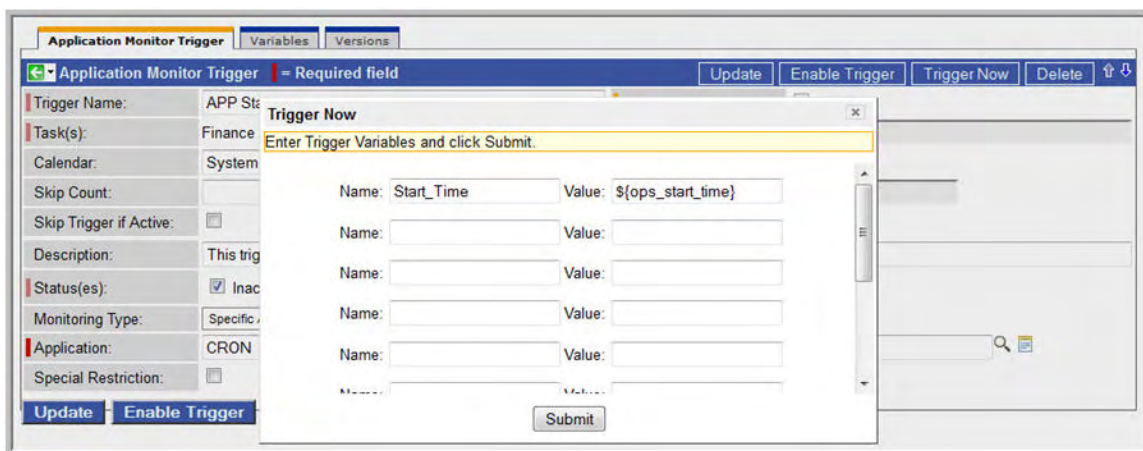 Application Monitor Trigger Variables Versions
Application Monitor Trigger = Required field Update Enable Trigger Trigger Now Delete
Trigger Name: APP Sta
Trigger Now
Task(s): Finance
Enter Trigger Variables and click Submit.
Calendar: System
Skip Count: Name: Start_Time Value: ${ops_start_time}
Skip Trigger if Active: Name: Value:
Description: This trig
Name: Value:
Status(es): Inac
Monitoring Type: Specific Name: Value:
Application: CRON Name: Value:
Special Restriction:
Name: Value:
Update Enable Trigger Submit